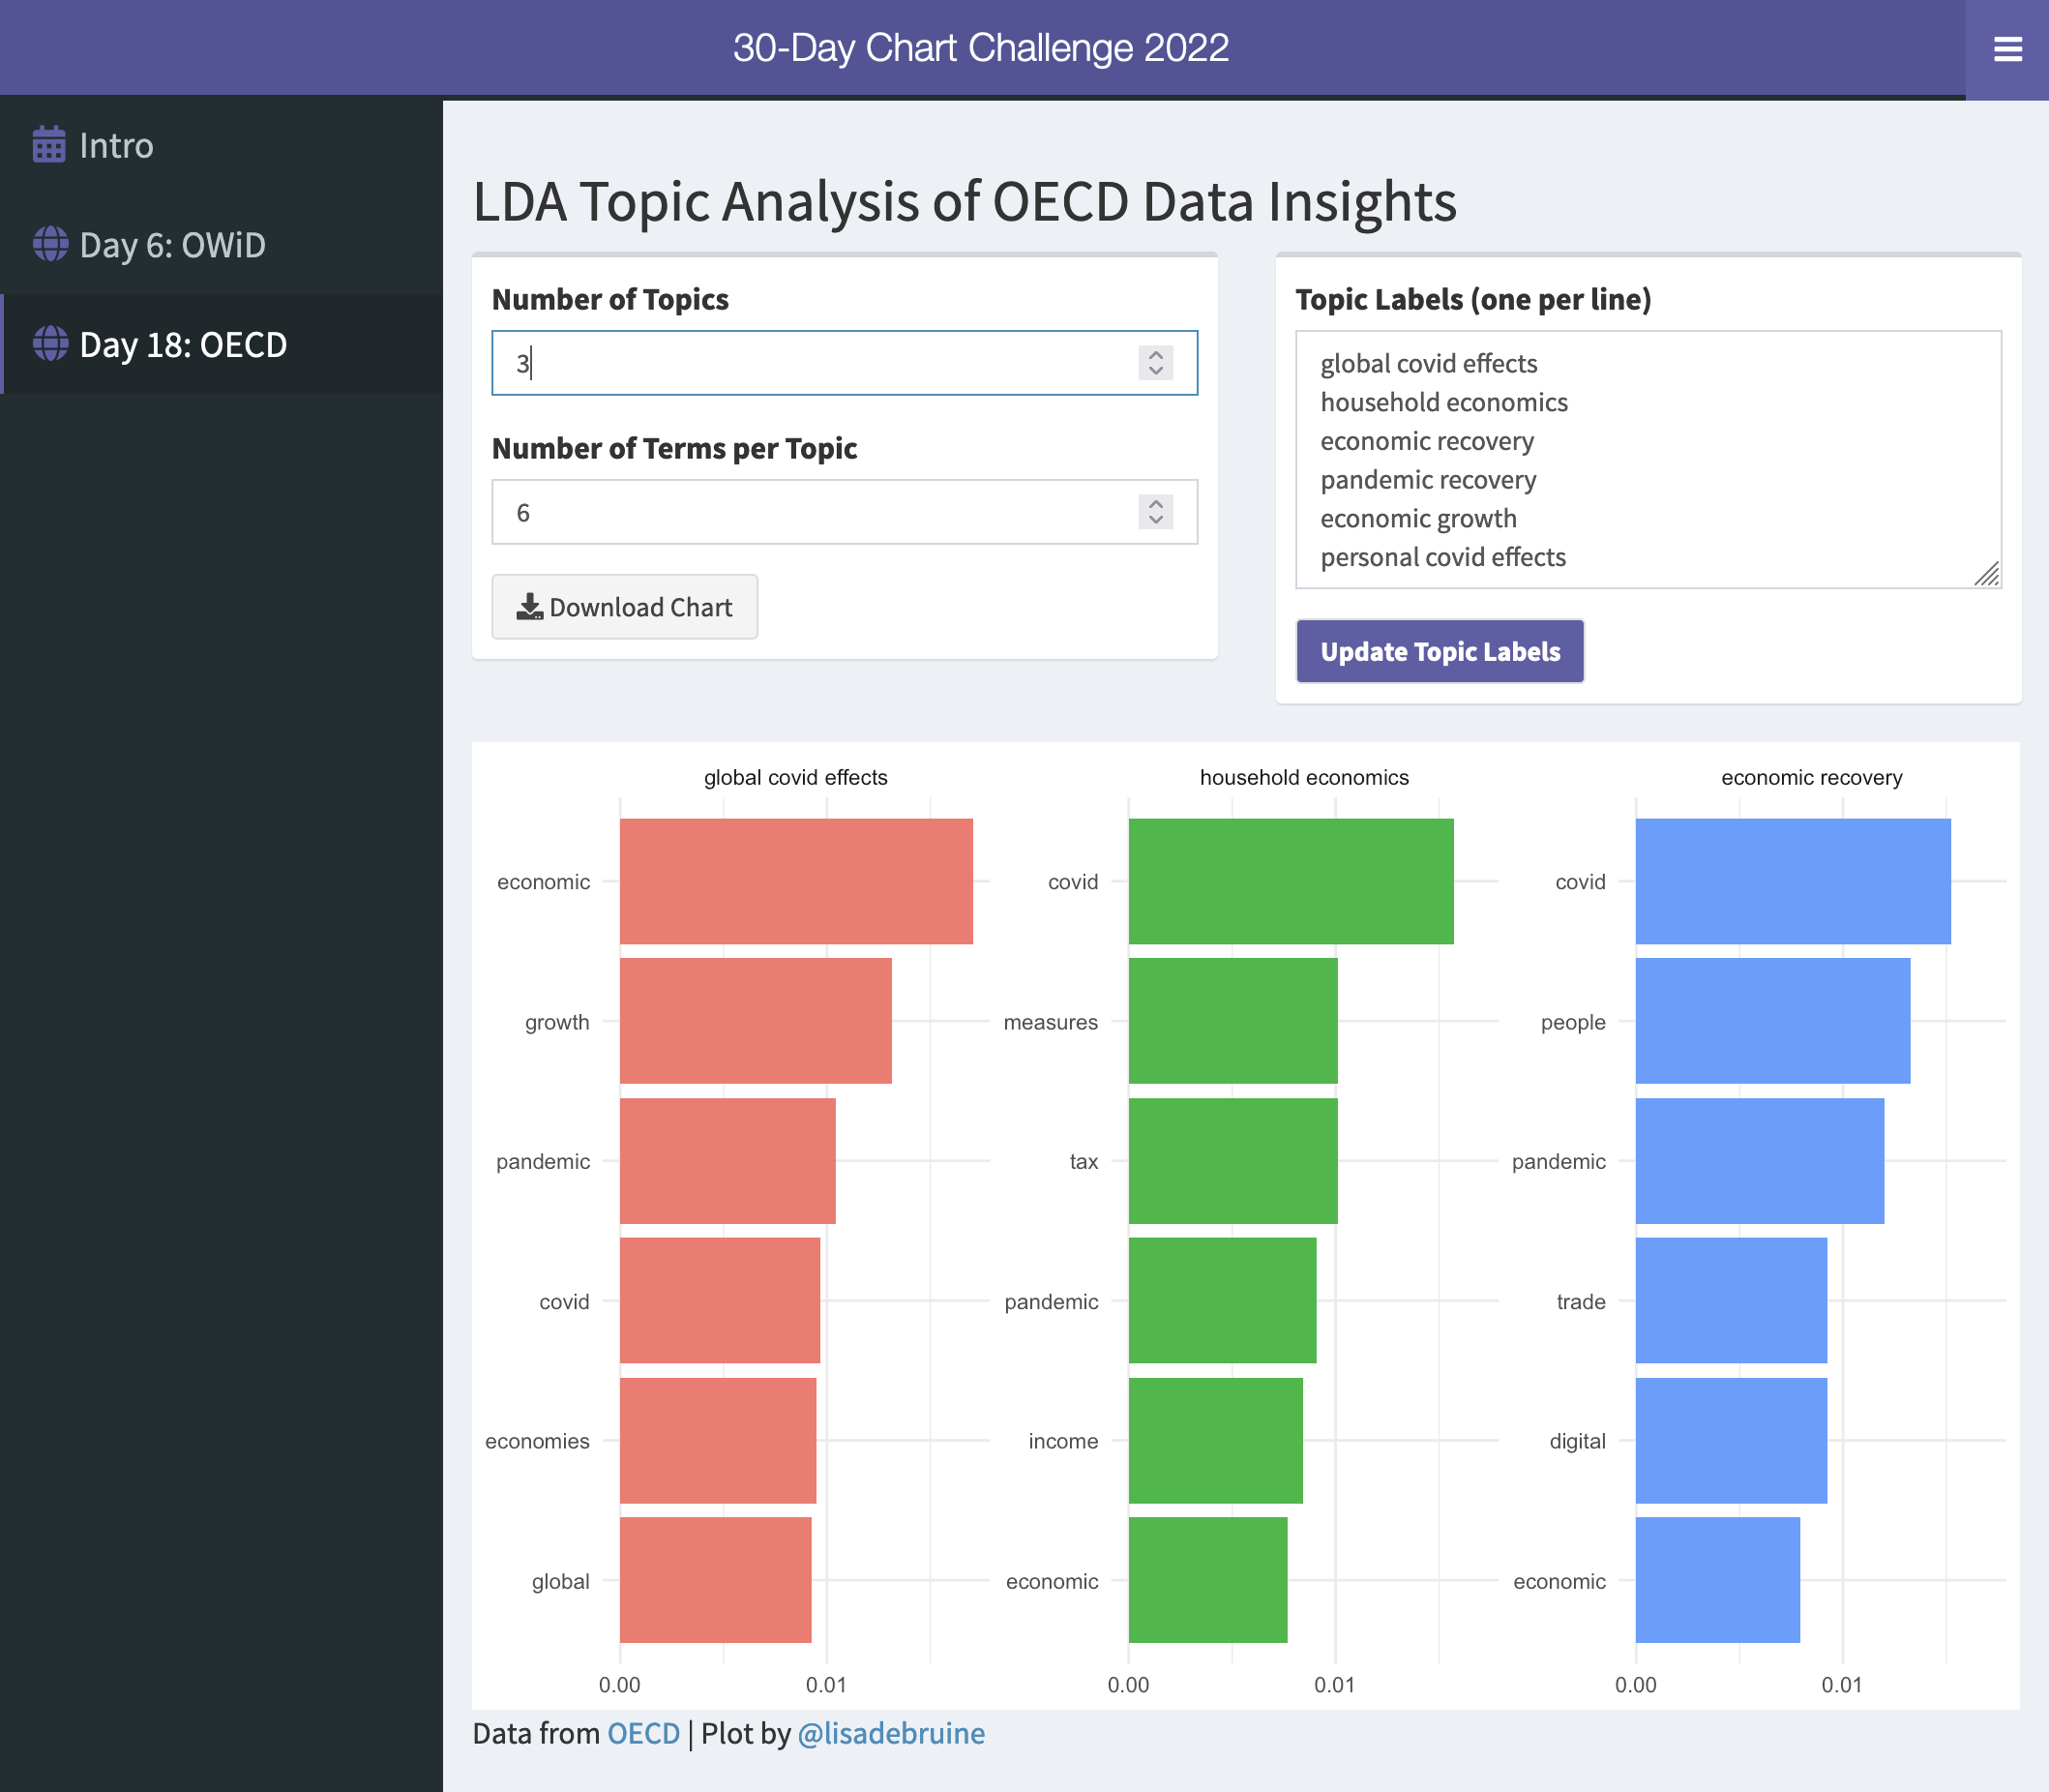 30-Day Chart Challenge 2022
Intro
Day 6: OWiD
Day 18: OECD
LDA Topic Analysis of OECD Data Insights
Number of Topics
3
Number of Terms per Topic
6
Download Chart
Topic Labels (one per line)
global covid effects
household economics
economic recovery
pandemic recovery
economic growth
personal covid effects
Update Topic Labels
global covid effects
economic
growth
pandemic
covid
economies
global
0.00 0.01
household economics
covid
measures
tax
pandemic
income
economic
0.00 0.01
economic recovery
covid
people
pandemic
trade
digital
economic
0.00 0.01
Data from OECD | Plot by @lisadebruine